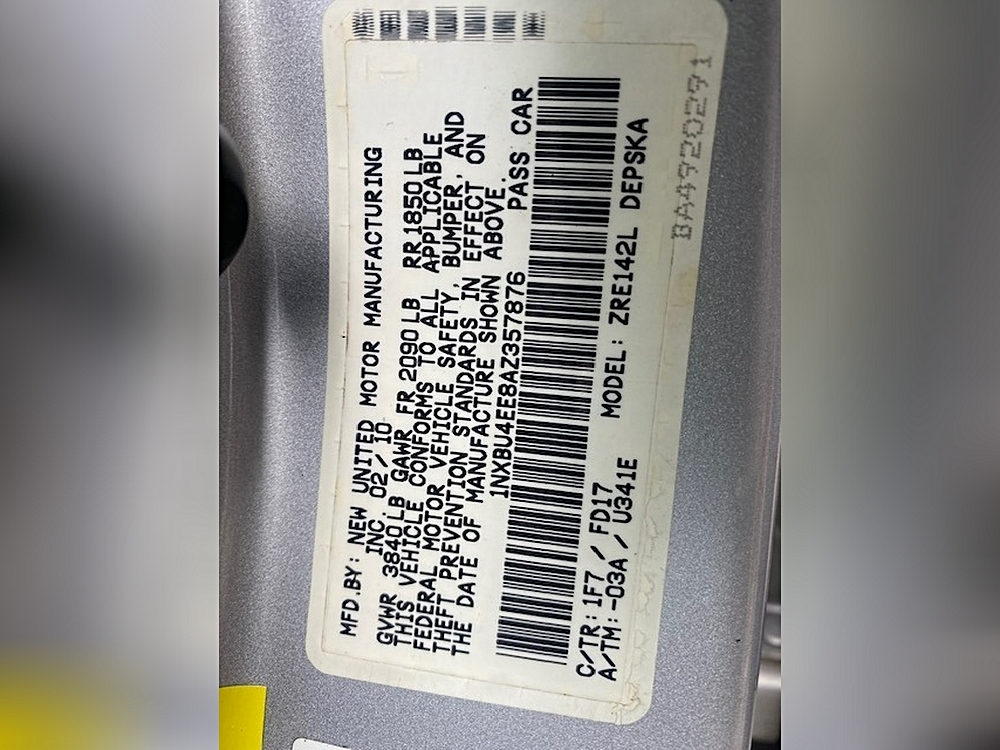 MFD.BY: NEW UNITED MOTOR MANUFACTURING
INC. 02/10
GVWR 3840LB GAWR FR 2090LB RR1850LB
THIS VEHICLE CONFORMS TO ALL APPLICABLE
FEDERAL MOTOR VEHICLE SAFETY, BUMPER, AND
THEFT PREVENTION STANDARDS IN EFFECT ON
THE DATE OF MANUFACTURE SHOWN ABOVE.
1NXBU4EE8AZ357876 PASS CAR
C/TR:1F7/FD17 MODEL: ZRE142L DEPSKA
A/TM:-03A/U341E
BA4920291